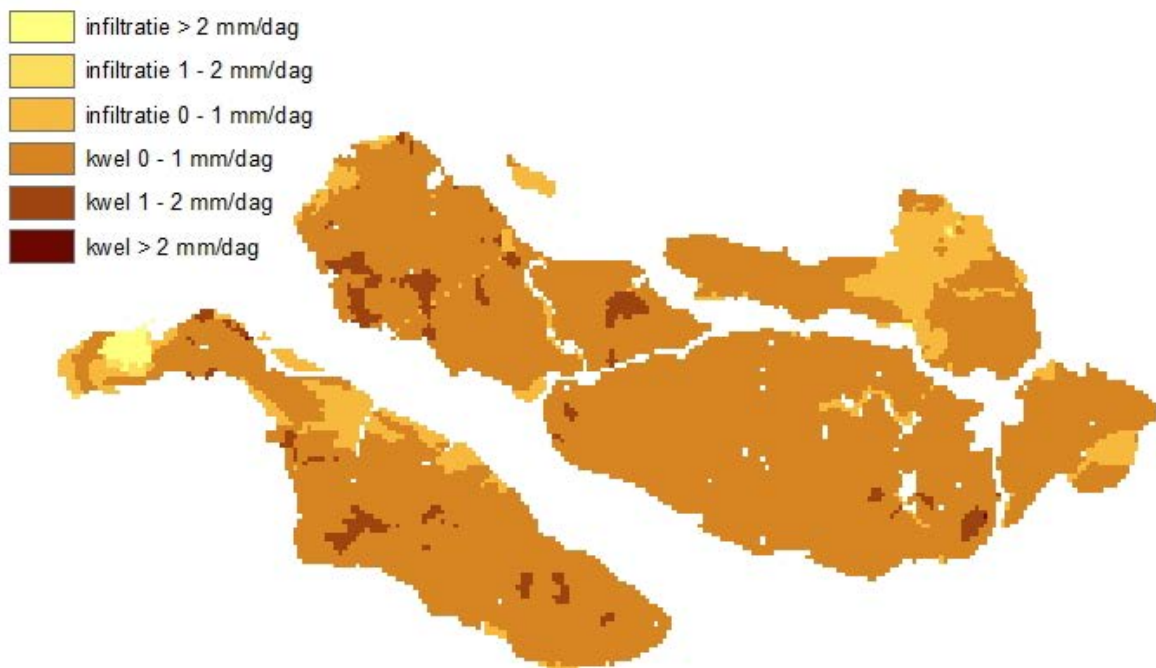 infiltratie > 2 mm/dag
infiltratie 1 - 2 mm/dag
infiltratie 0 - 1 mm/dag
kwel 0 - 1 mm/dag
kwel 1 - 2 mm/dag
kwel > 2 mm/dag